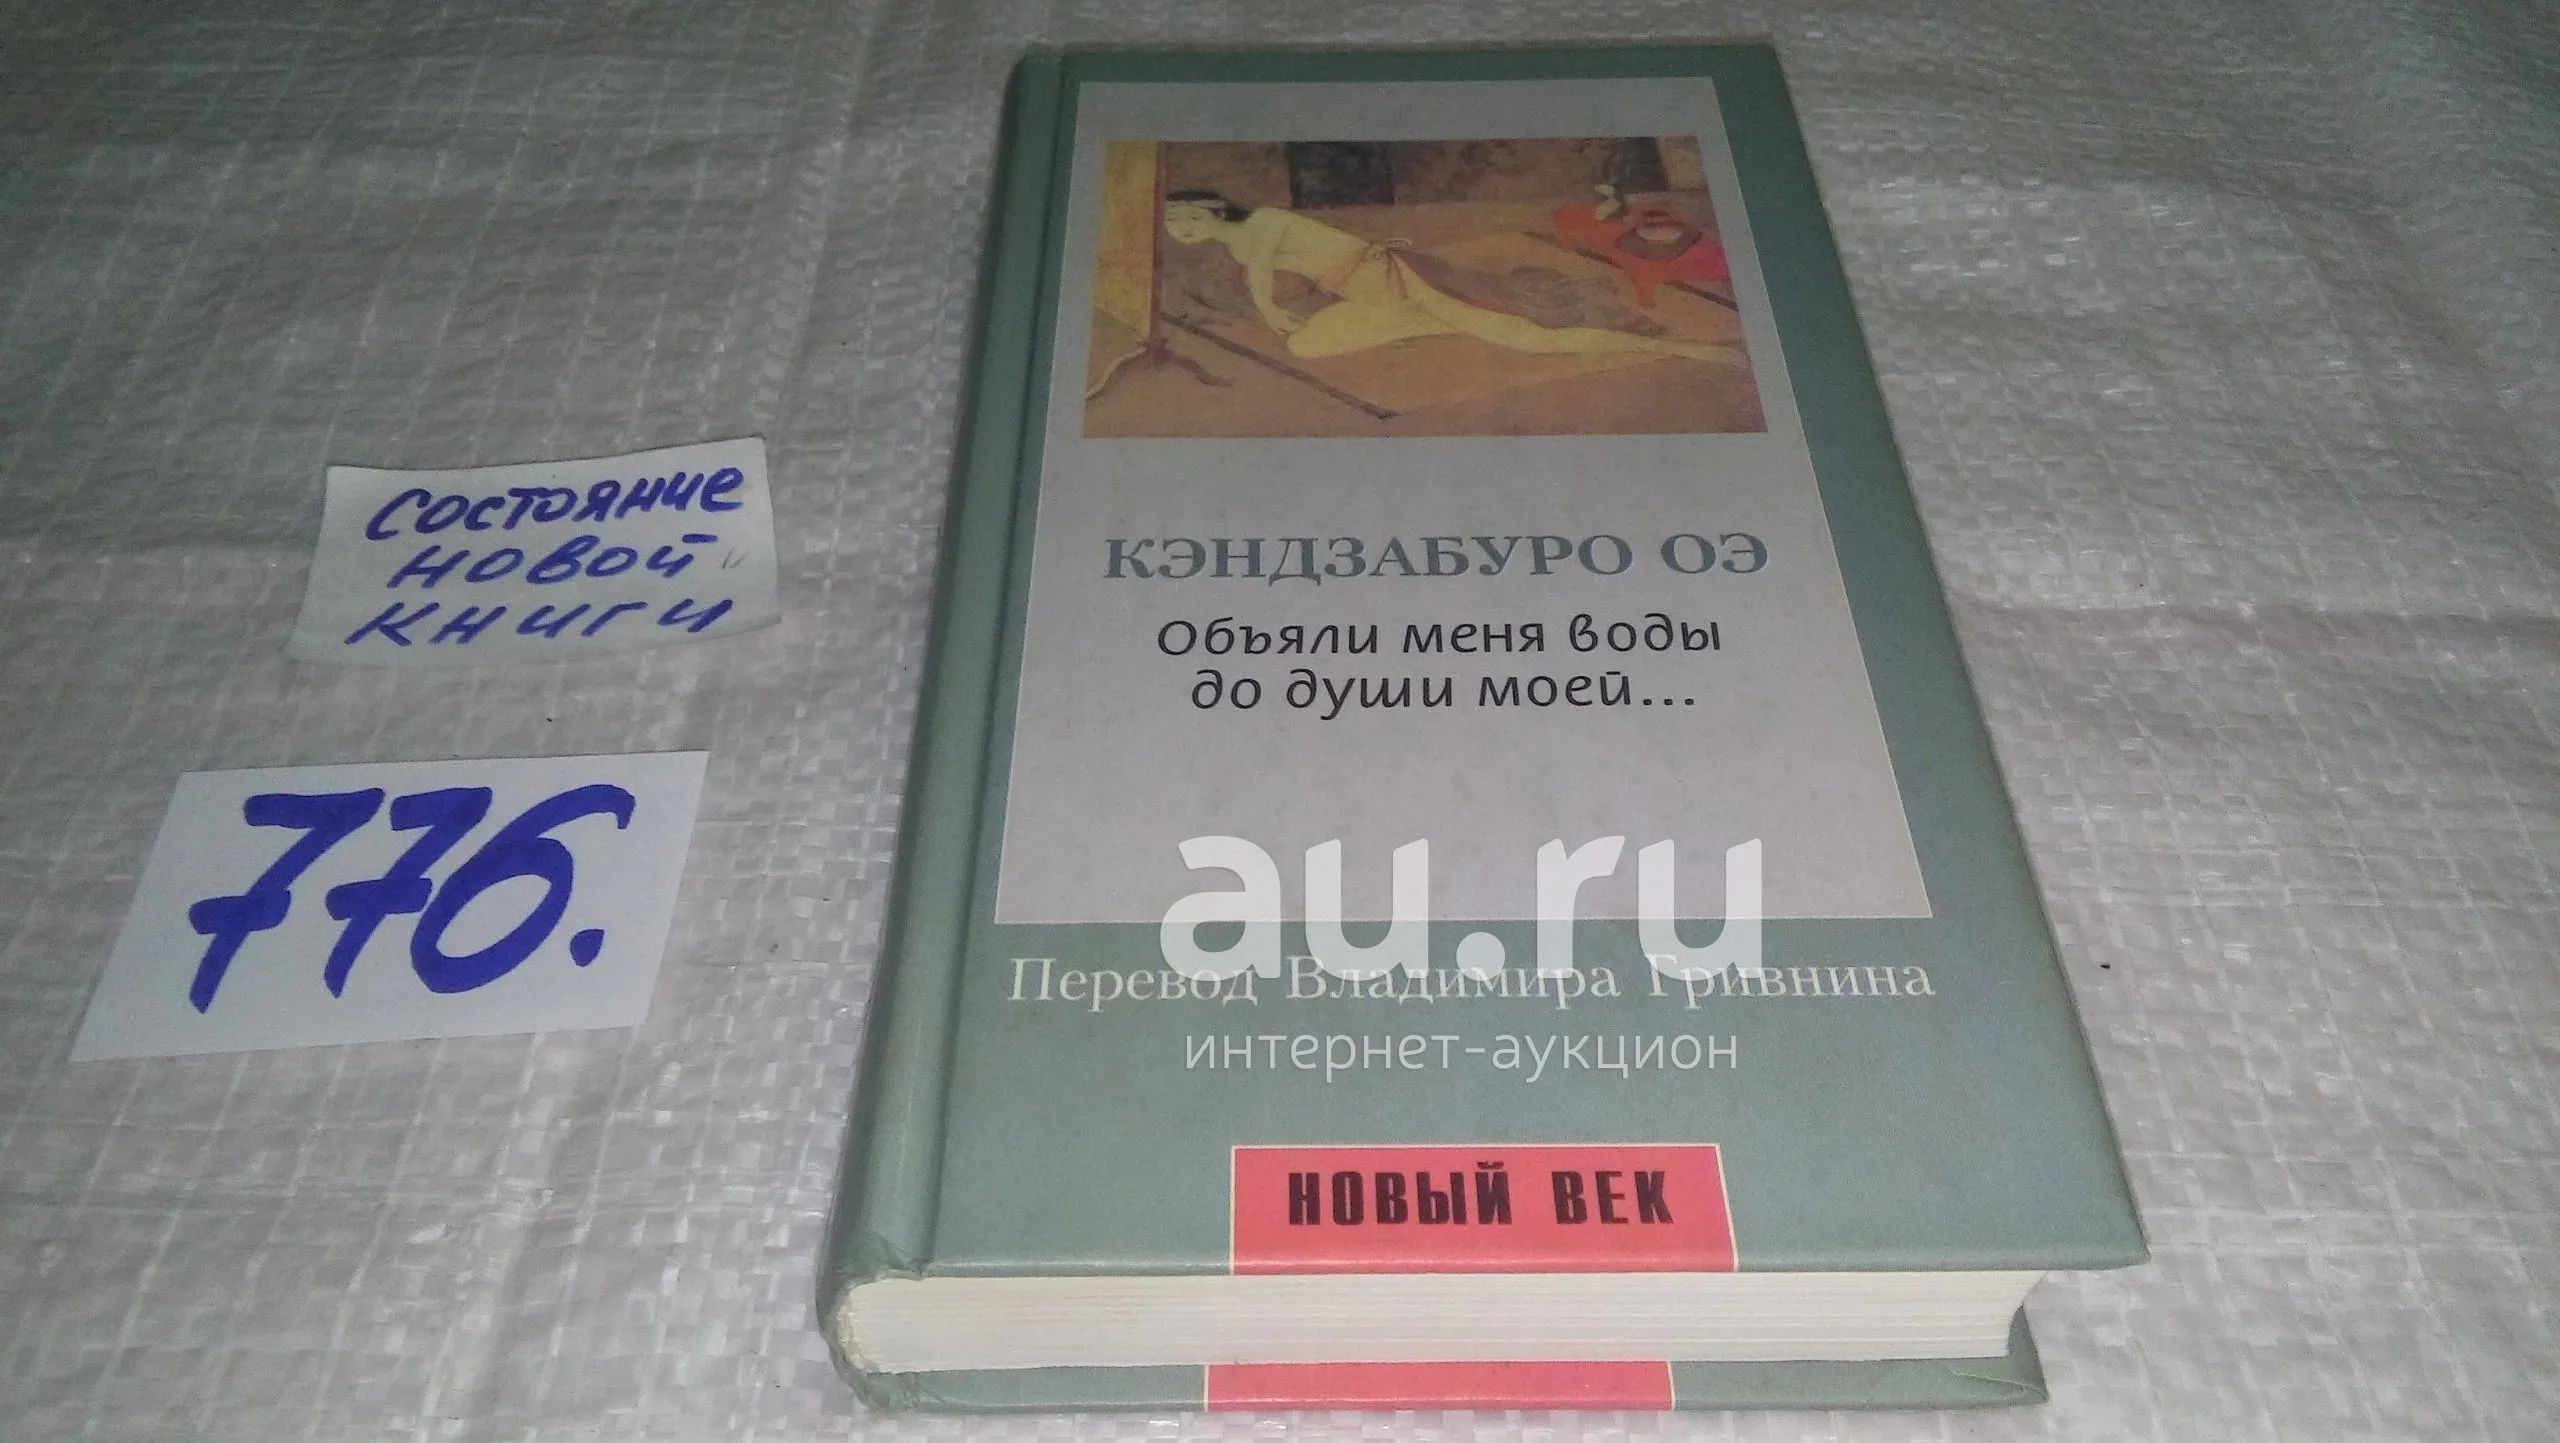 состояние
новой
книги
776.
КЭНДЗАБУРО ОЭ
Объяли меня воды
до души моей...
au.ru
Перевод Владимира Гривнина
интернет-аукцион
НОВЫЙ ВЕК